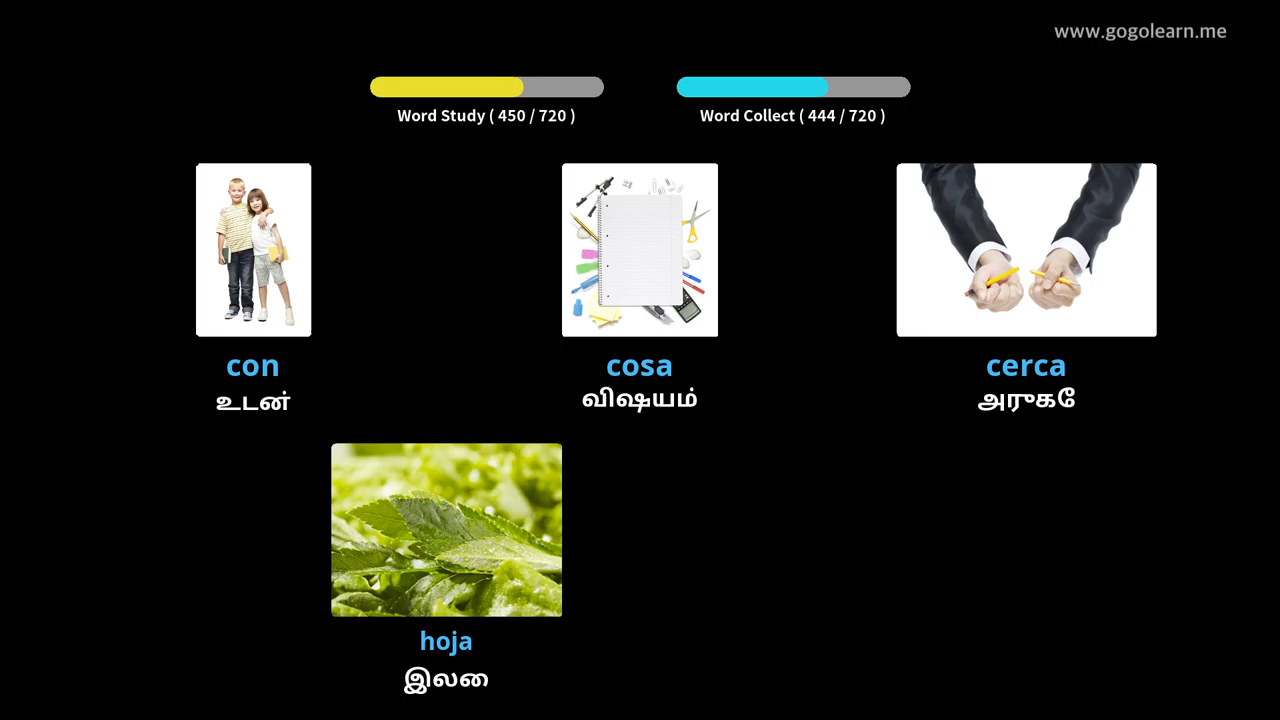 www.gogolearn.me
Word Study ( 450 / 720 )
Word Collect ( 444 / 720 )
con
உடன்
cosa
விஷயம்
cerca
அருகே
hoja
இலை